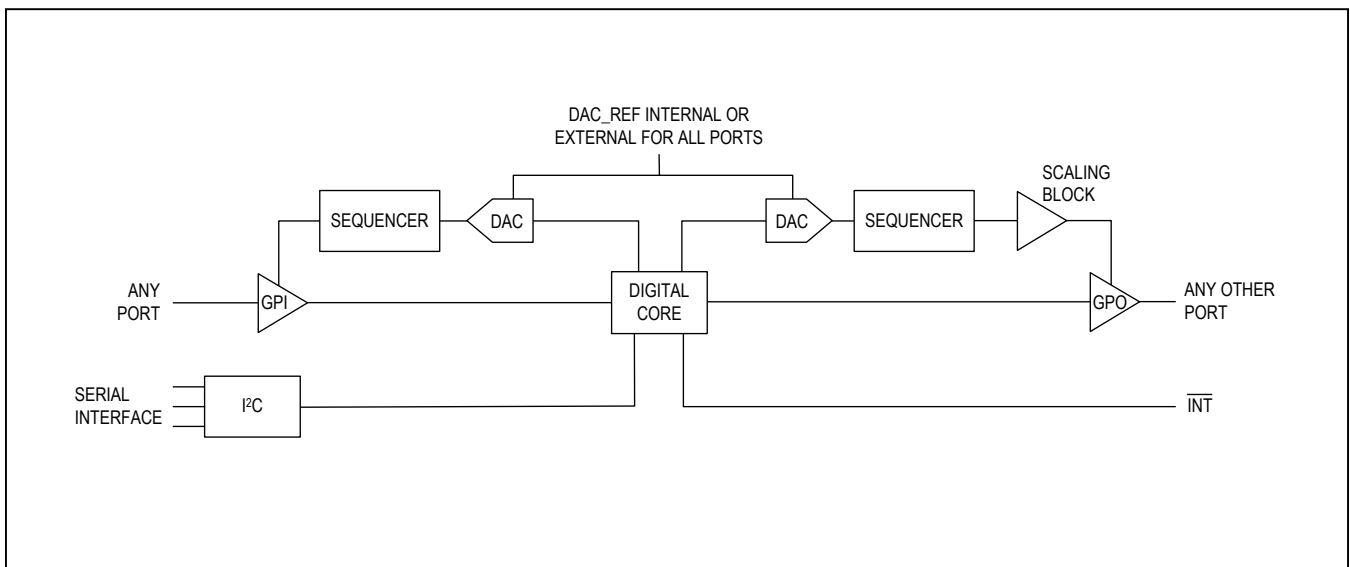 DAC_REF INTERNAL OR
EXTERNAL FOR ALL PORTS
SCALING
BLOCK
SEQUENCER
DAC
DAC
SEQUENCER
ANY
PORT
GPI
DIGITAL
CORE
GPO
ANY OTHER
PORT
SERIAL
INTERFACE
I²C
I̅N̅T̅